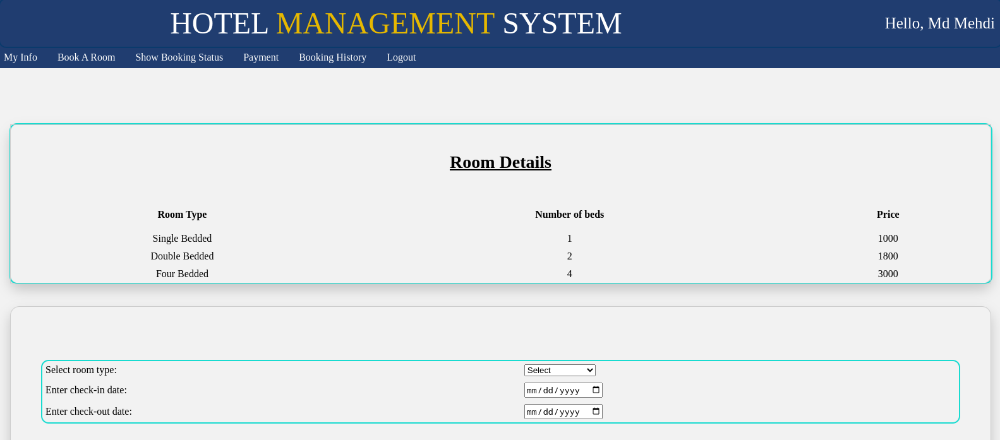 HOTEL MANAGEMENT SYSTEM
Hello, Md Mehdi
My Info Book A Room Show Booking Status Payment Booking History Logout
Room Details
Room Type Number of beds Price
Single Bedded 1 1000
Double Bedded 2 1800
Four Bedded 4 3000
Select room type: Select
Enter check-in date: mm/dd/yyyy
Enter check-out date: mm/dd/yyyy